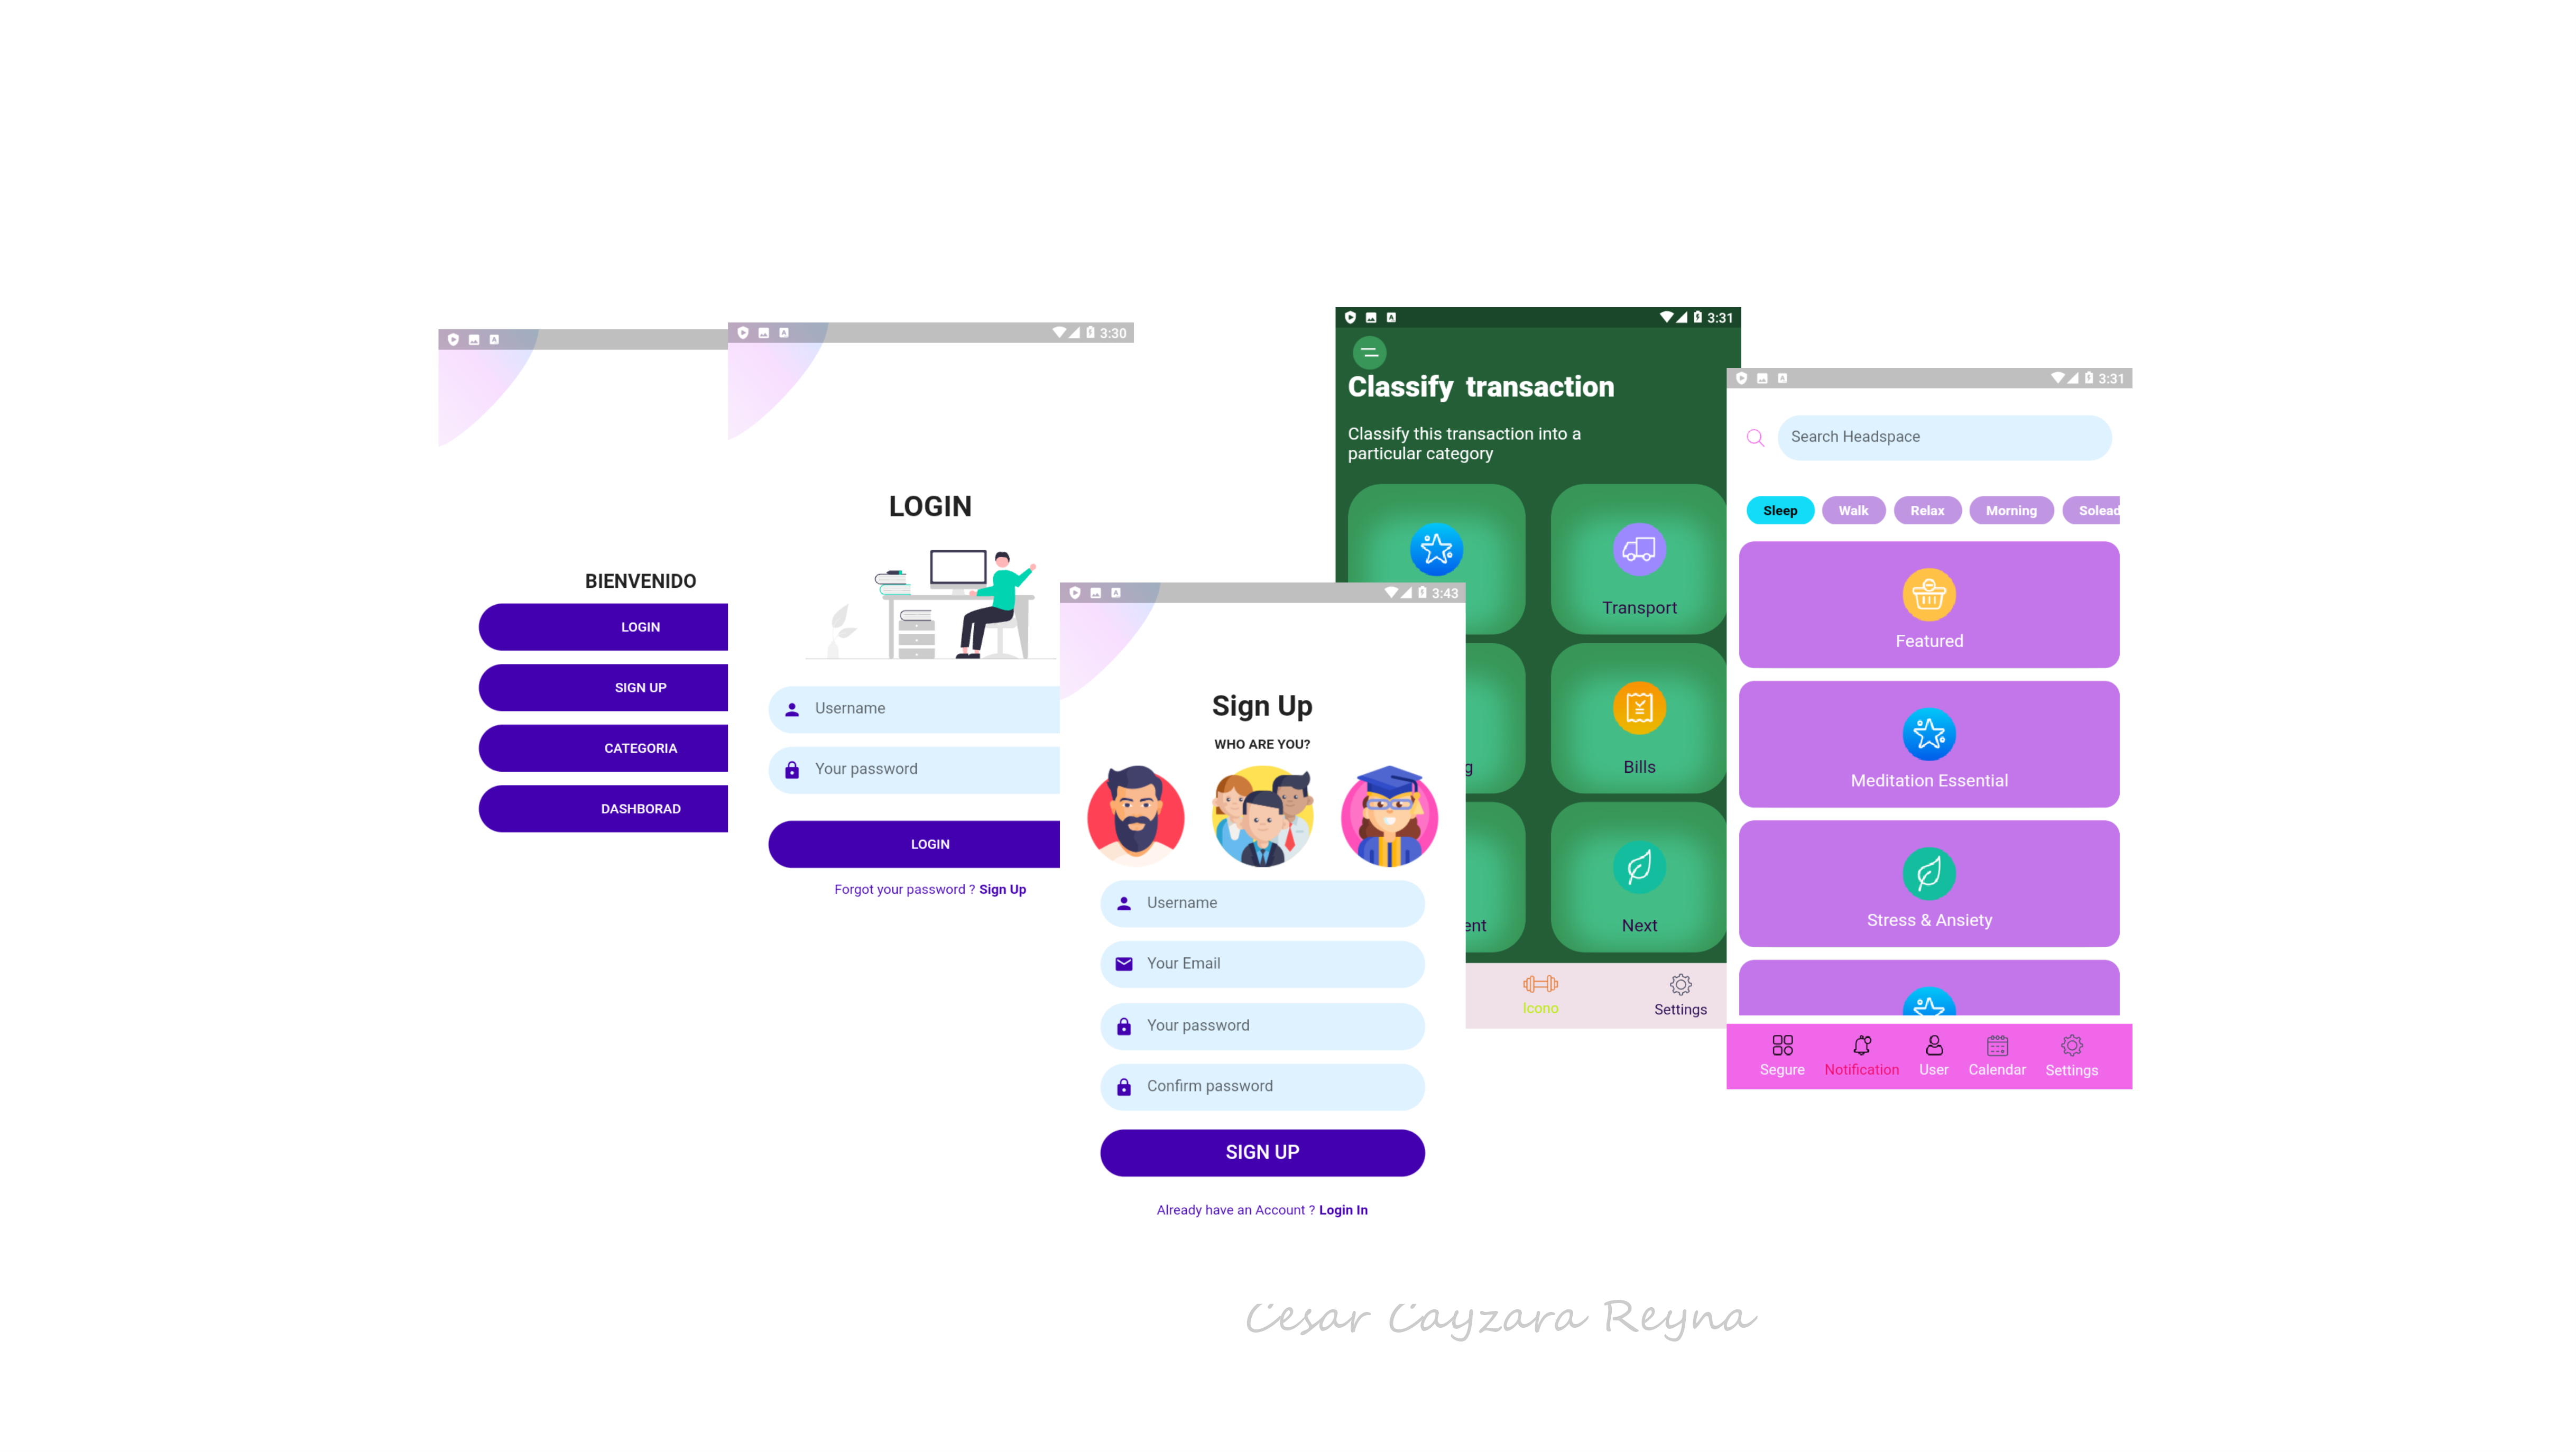 BIENVENIDO
LOGIN
SIGN UP
CATEGORIA
DASHBORAD
3:30
LOGIN
Username
Your password
LOGIN
Forgot your password ? Sign Up
3:43
Sign Up
WHO ARE YOU?
Username
Your Email
Your password
Confirm password
SIGN UP
Already have an Account ? Login In
3:31
Classify transaction
Classify this transaction into a
particular category
Transport
g
Bills
ent
Next
Icono
Settings
3:31
Search Headspace
Sleep Walk Relax Morning Solead
Featured
Meditation Essential
Stress & Anxiety
Segure Notification User Calendar Settings
Cesar Cayzara Reyna